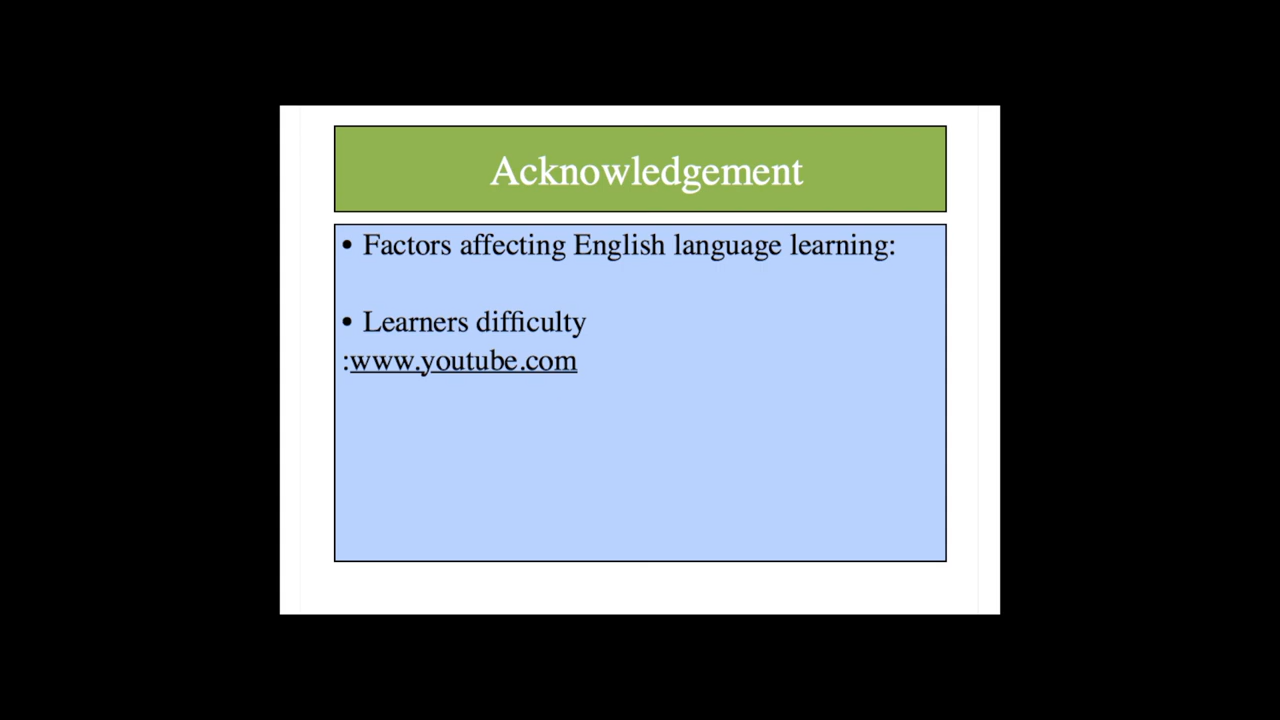 Acknowledgement
• Factors affecting English language learning:
• Learners difficulty
:www.youtube.com